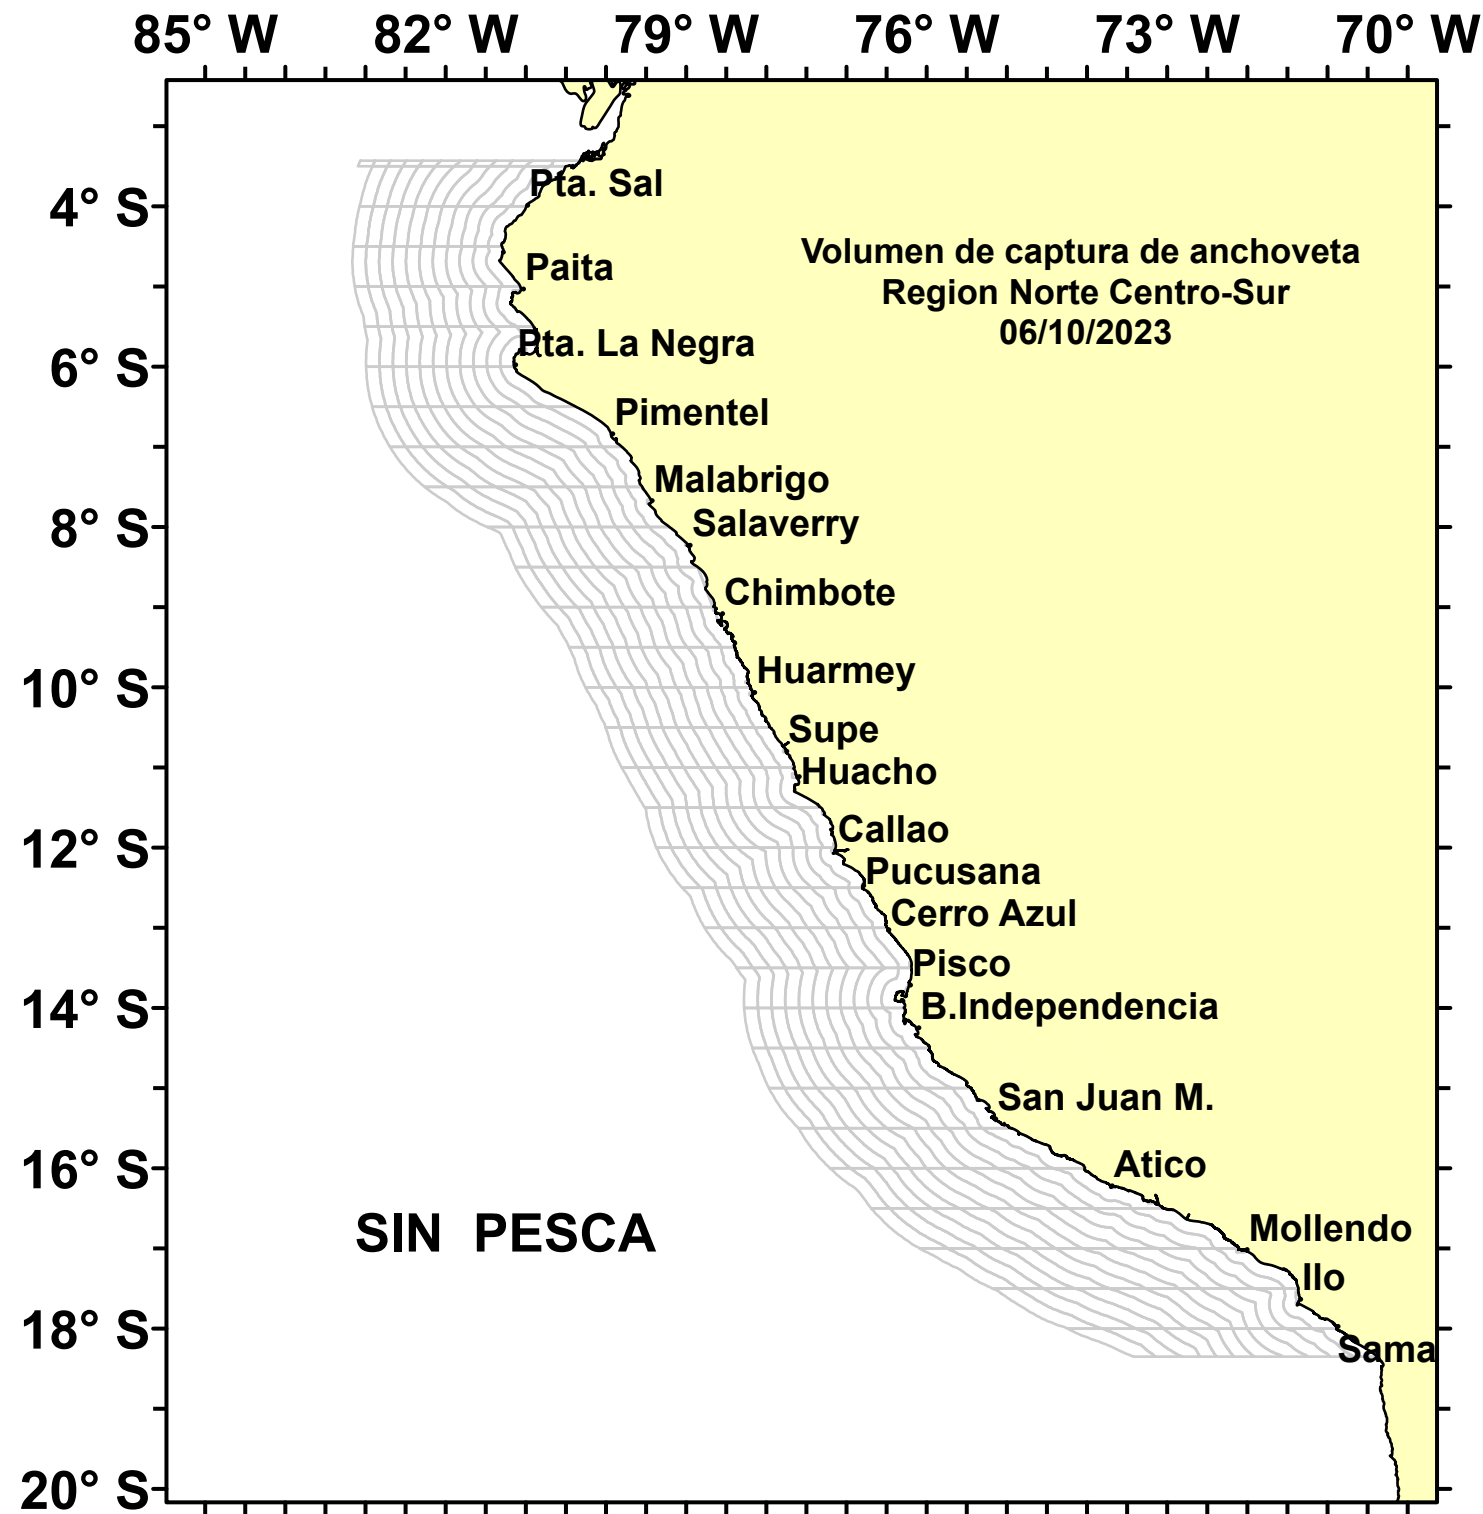 85° W 82° W 79° W 76° W 73° W 70° W
Pta. Sal
4° S
Volumen de captura de anchoveta
Region Norte Centro-Sur
06/10/2023
Paita
Pta. La Negra
6° S
Pimentel
Malabrigo
Salaverry
8° S
Chimbote
Huarmey
10° S
Supe
Huacho
Callao
12° S
Pucusana
Cerro Azul
Pisco
B.Independencia
14° S
San Juan M.
Atico
16° S
Mollendo
SIN PESCA
Ilo
18° S
Sama
20° S